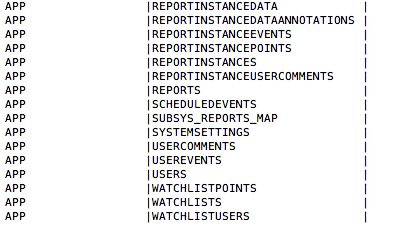 APP |REPORTINSTANCEDATA |
APP |REPORTINSTANCEDATAANNOTATIONS |
APP |REPORTINSTANCEEVENTS |
APP |REPORTINSTANCEPOINTS |
APP |REPORTINSTANCES |
APP |REPORTINSTANCEUSERCOMMENTS |
APP |REPORTS |
APP |SCHEDULEDEVENTS |
APP |SUBSYS_REPORTS_MAP |
APP |SYSTEMSETTINGS |
APP |USERCOMMENTS |
APP |USEREVENTS |
APP |USERS |
APP |WATCHLISTPOINTS |
APP |WATCHLISTS |
APP |WATCHLISTUSERS |